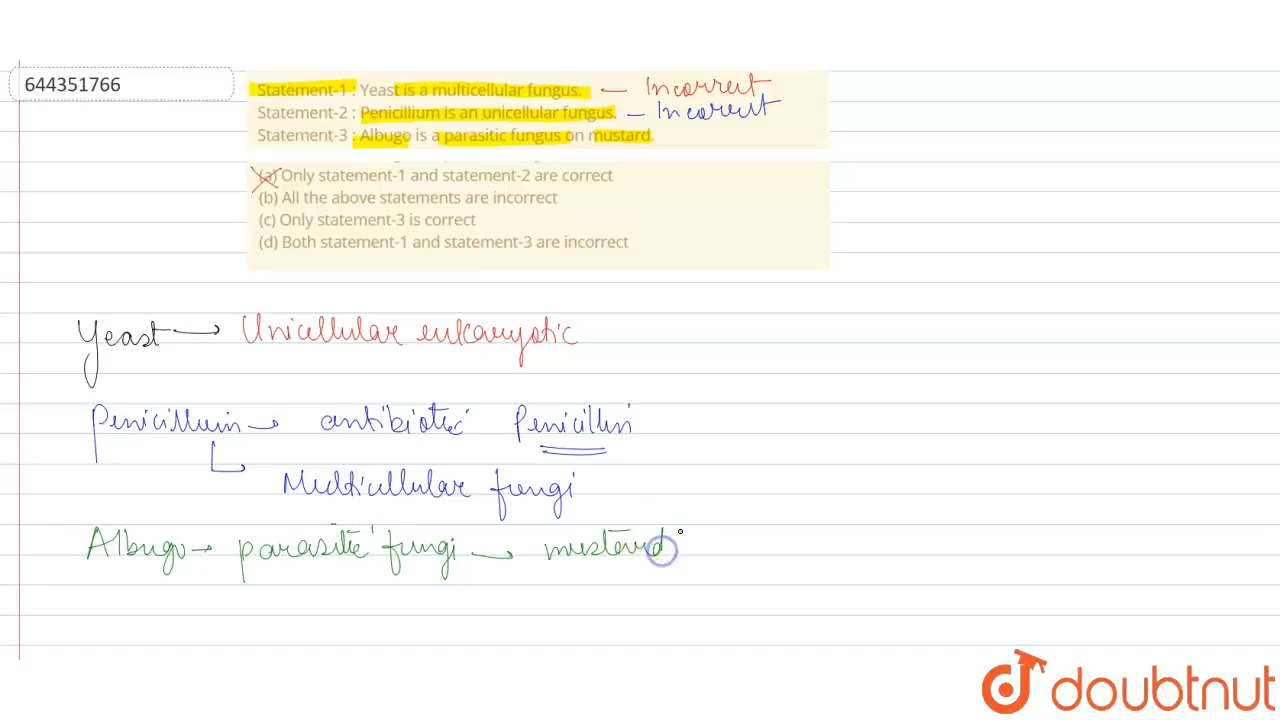 644351766
Statement-1 : Yeast is a multicellular fungus. — Incorrect
Statement-2 : Penicillium is an unicellular fungus. — Incorrect
Statement-3 : Albugo is a parasitic fungus on mustard.
(a) Only statement-1 and statement-2 are correct
(b) All the above statements are incorrect
(c) Only statement-3 is correct
(d) Both statement-1 and statement-3 are incorrect
Yeast → Unicellular eukaryotic
Penicillium → antibiotic Penicillin
Multicellular fungi
Albugo → parasitic fungi → mustard
doubtnut